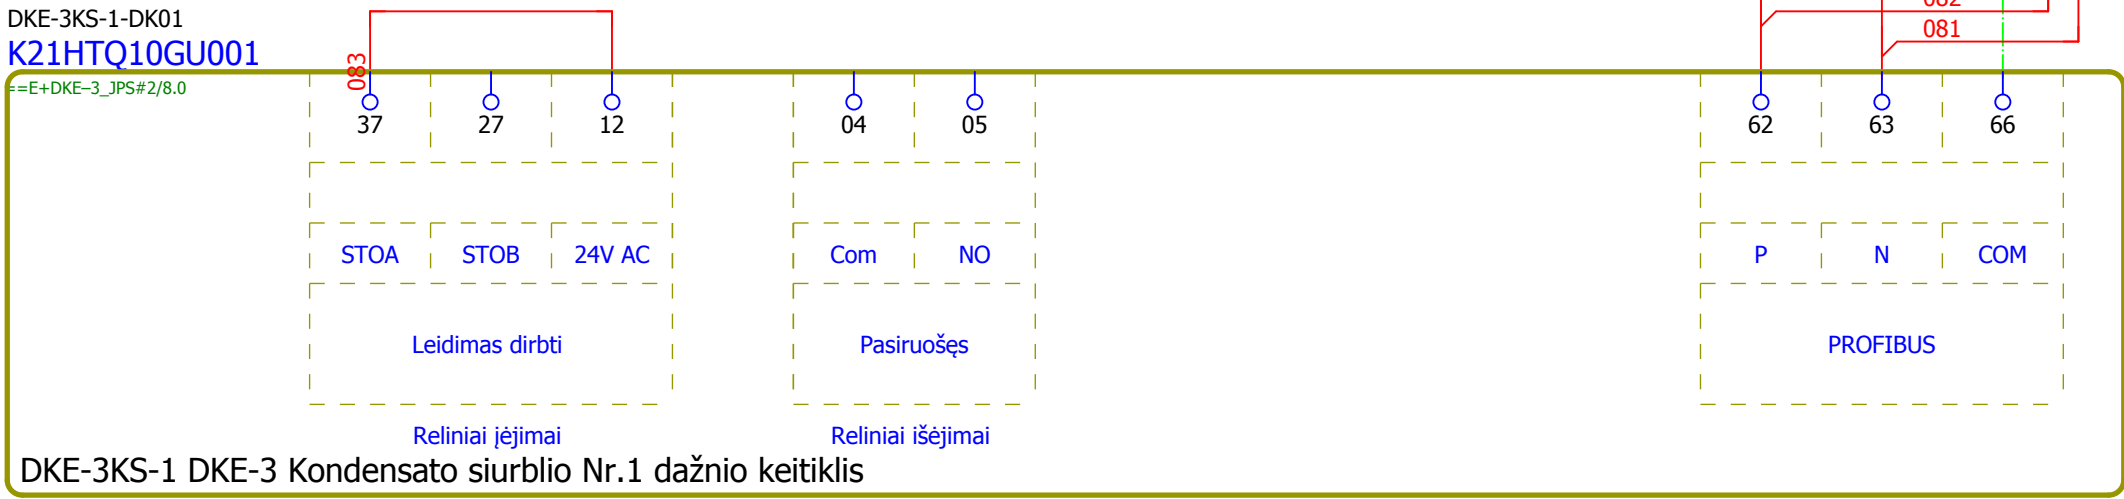 DKE-3KS-1-DK01
K21HTQ10GU001
==E+DKE-3_JPS#2/8.0
083
082
081
37 27 12 04 05 62 63 66
STOA STOB 24V AC Com NO P N COM
Leidimas dirbti Pasiruošęs PROFIBUS
Reliniai įėjimai Reliniai išėjimai
DKE-3KS-1 DKE-3 Kondensato siurblio Nr.1 dažnio keitiklis